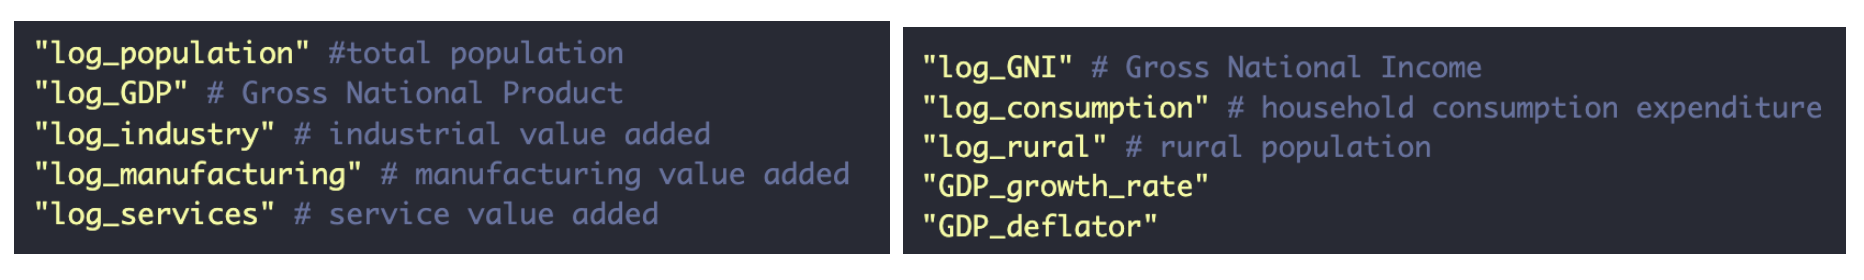 "log_population" #total population
"log_GDP" # Gross National Product
"log_industry" # industrial value added
"log_manufacturing" # manufacturing value added
"log_services" # service value added
"log_GNI" # Gross National Income
"log_consumption" # household consumption expenditure
"log_rural" # rural population
"GDP_growth_rate"
"GDP_deflator"